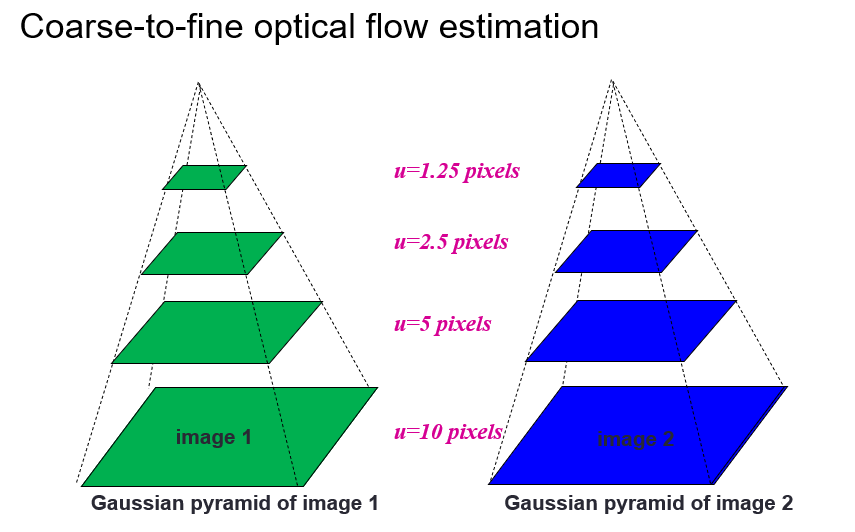 Coarse-to-fine optical flow estimation
u=1.25 pixels
u=2.5 pixels
u=5 pixels
image 1
u=10 pixels
image 2
Gaussian pyramid of image 1
Gaussian pyramid of image 2